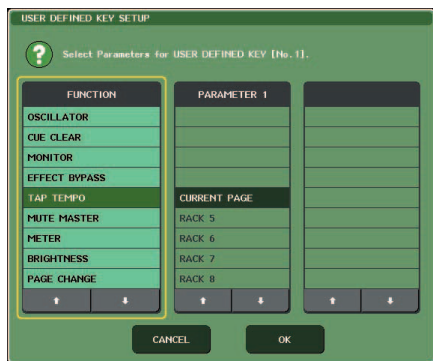 USER DEFINED KEY SETUP
?
Select Parameters for USER DEFINED KEY [No.1].
FUNCTION
OSCILLATOR
CUE CLEAR
MONITOR
EFFECT BYPASS
TAP TEMPO
MUTE MASTER
METER
BRIGHTNESS
PAGE CHANGE
PARAMETER 1
CURRENT PAGE
RACK 5
RACK 6
RACK 7
RACK 8
CANCEL
OK